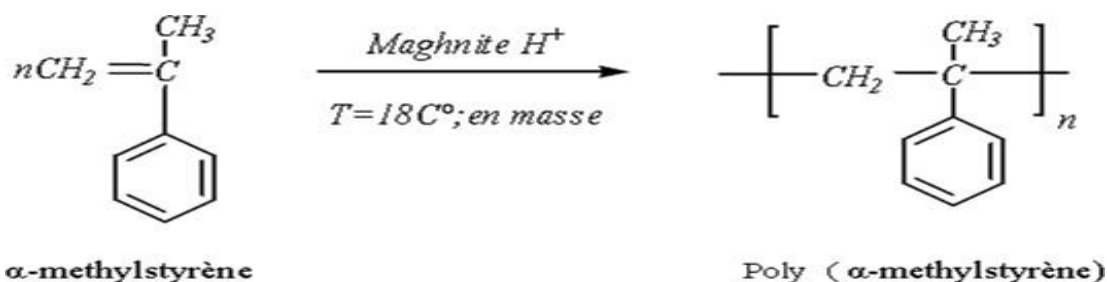 CH₃
nCH₂=C
Maghnite H⁺
T=18C°;en masse
CH₃
CH₂ C
n
α-methylstyrène
Poly (α-methylstyrène)